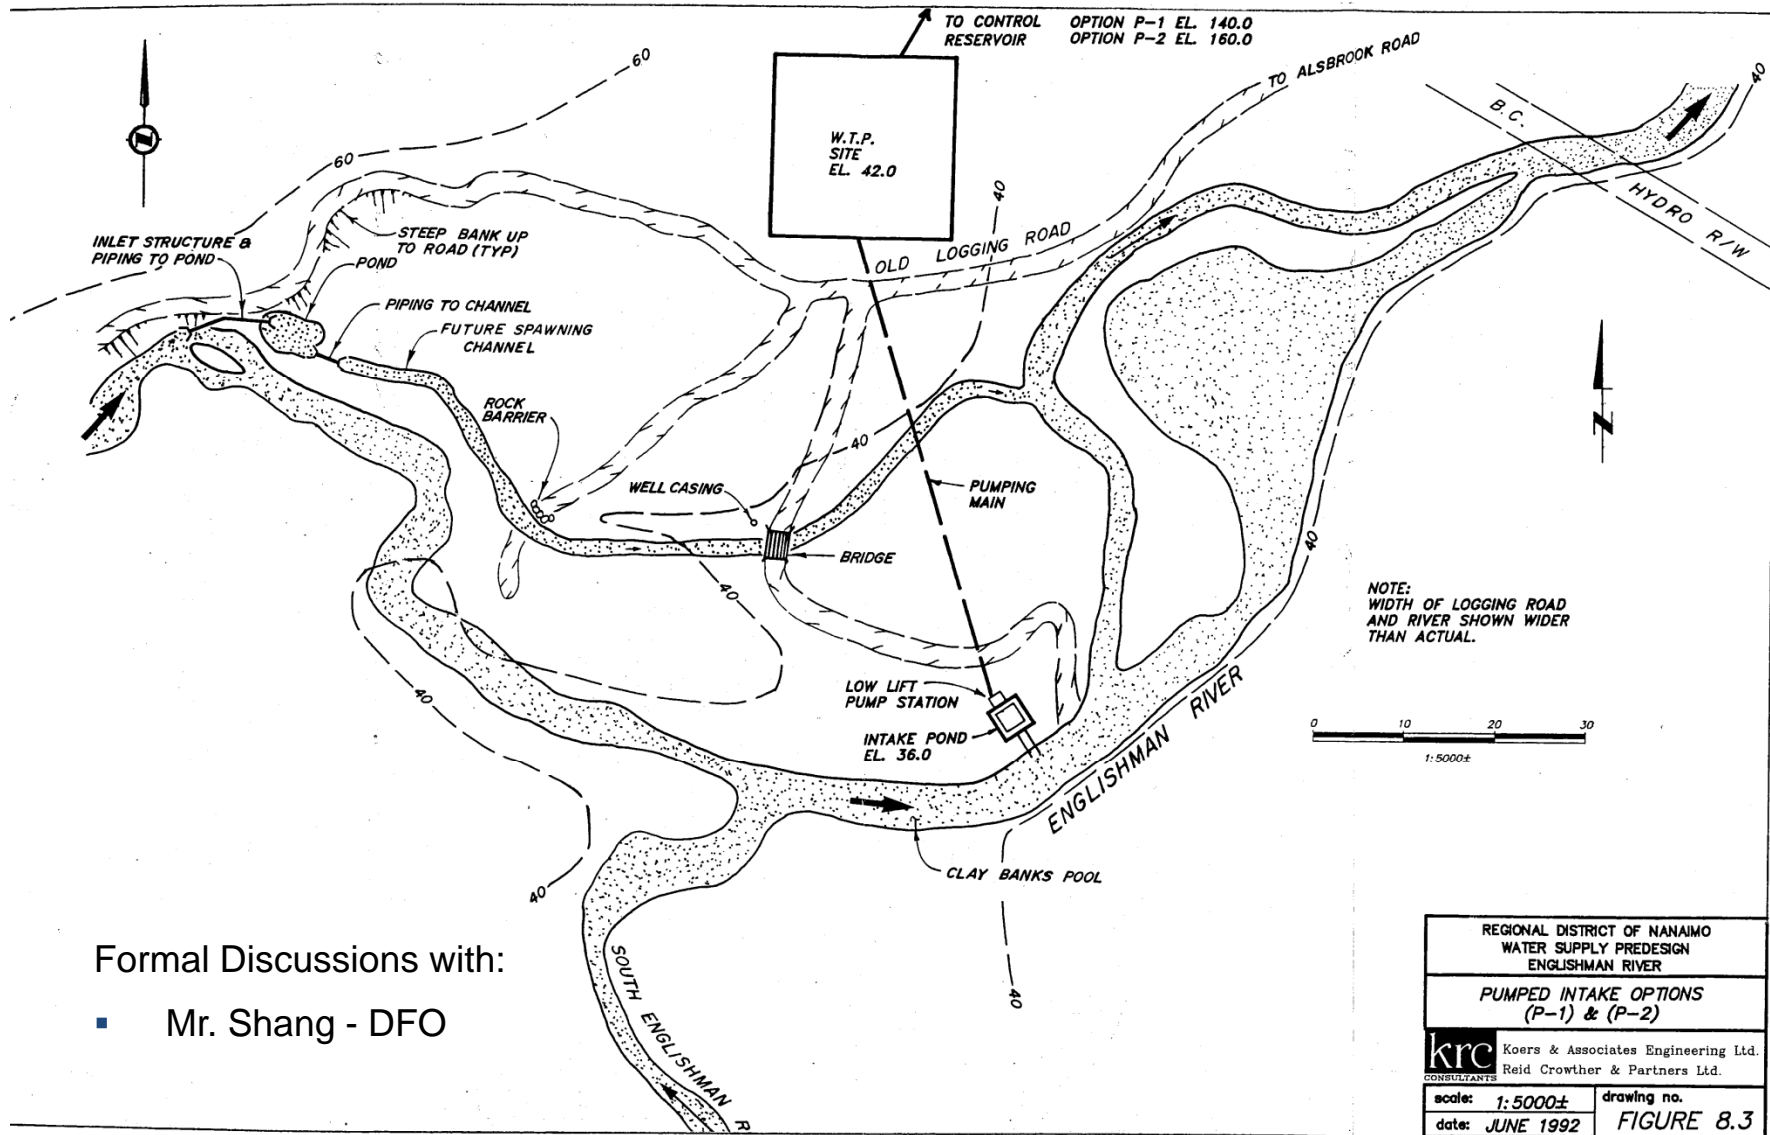 TO CONTROL OPTION P-1 EL. 140.0
RESERVOIR OPTION P-2 EL. 160.0
TO ALSBROOK ROAD
60
60
40
B.C.
HYDRO R/W
W.T.P.
SITE
EL. 42.0
40
N
STEEP BANK UP
TO ROAD (TYP)
INLET STRUCTURE &
PIPING TO POND
POND
OLD LOGGING ROAD
PIPING TO CHANNEL
FUTURE SPAWNING
CHANNEL
ROCK
BARRIER
40
WELL CASING
PUMPING
MAIN
BRIDGE
40
40
N
NOTE:
WIDTH OF LOGGING ROAD
AND RIVER SHOWN WIDER
THAN ACTUAL.
40
LOW LIFT
PUMP STATION
INTAKE POND
EL. 36.0
ENGLISHMAN RIVER
0 10 20 30
1:5000±
CLAY BANKS POOL
40
40
SOUTH ENGLISHMAN R
Formal Discussions with:
▪ Mr. Shang - DFO
REGIONAL DISTRICT OF NANAIMO
WATER SUPPLY PREDESIGN
ENGLISHMAN RIVER
PUMPED INTAKE OPTIONS
(P-1) & (P-2)
krc
CONSULTANTS
Koers & Associates Engineering Ltd.
Reid Crowther & Partners Ltd.
scale: 1:5000±
date: JUNE 1992
drawing no.
FIGURE 8.3